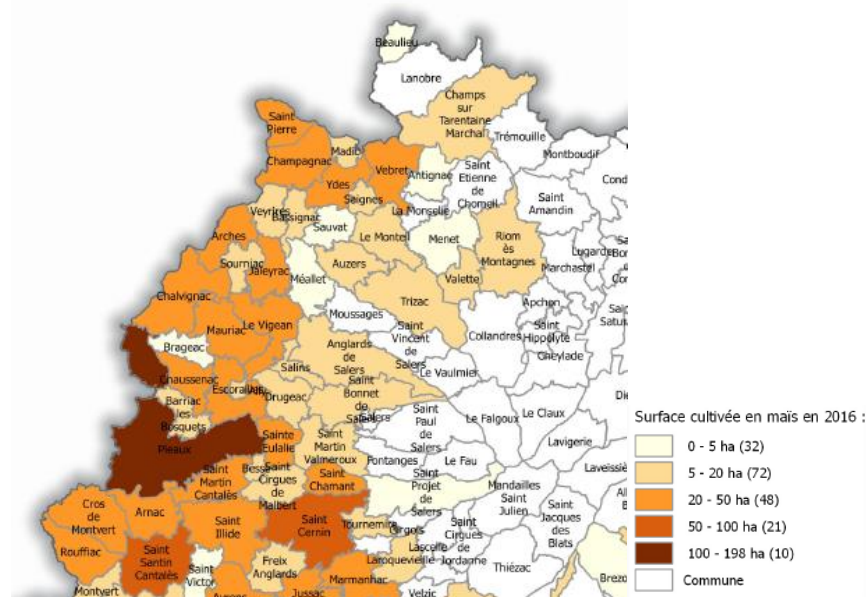 Beaulieu
Lanobre
Champs
sur
Tarentaine
Marchal
Saint
Pierre
Trémouille
Madic
Montboudif
Champagnac
Vebret
Antignac
Saint
Etienne
de
Chomeil
Cond
Ydes
Saignes
Saint
Amandin
Veyrires
Bassignac
La Monselie
Sauvat
Le Monteil
Menet
Riom
ès
Montagnes
Arches
Lugarde
Sourniac
Jaleyrac
Auzers
Marchastel
Méallet
Valette
Chalvignac
Trizac
Apchon
Moussages
Mauriac
Le Vigean
Saint
Vincent
de
Salers
Collandres
Saint
Hippolyte
Cheylade
Brageac
Anglards
de
Salers
Salins
Le Vaulmier
Chaussenac
Escorailles
Drugeac
Saint
Bonnet
de
Salers
Barriac
les
Bosquets
Salers
Saint
Paul
de
Salers
Le Falgoux
Le Claux
Pleaux
Sainte
Eulalie
Saint
Martin
Valmeroux
Lavigerie
Fontanges
Le Fau
Saint
Martin
Cantalès
Besse
Saint
Cirgues
de
Malbert
Saint
Chamant
Saint
Projet
de
Salers
Mandailles
Saint
Julien
Laveissiè
Cros
de
Montvert
Arnac
Saint
Illide
Saint
Cernin
Tournemire
Girgols
Saint
Cirgues
de
Jordanne
Saint
Jacques
des
Blats
Rouffiac
Saint
Santin
Cantalès
Lascelle
Freix
Anglards
Laroquevieille
Thiézac
Saint
Victor
Marmanhac
Brezo
Montvert
Jussac
Velzic
Surface cultivée en maïs en 2016 :
0 - 5 ha (32)
5 - 20 ha (72)
20 - 50 ha (48)
50 - 100 ha (21)
100 - 198 ha (10)
Commune